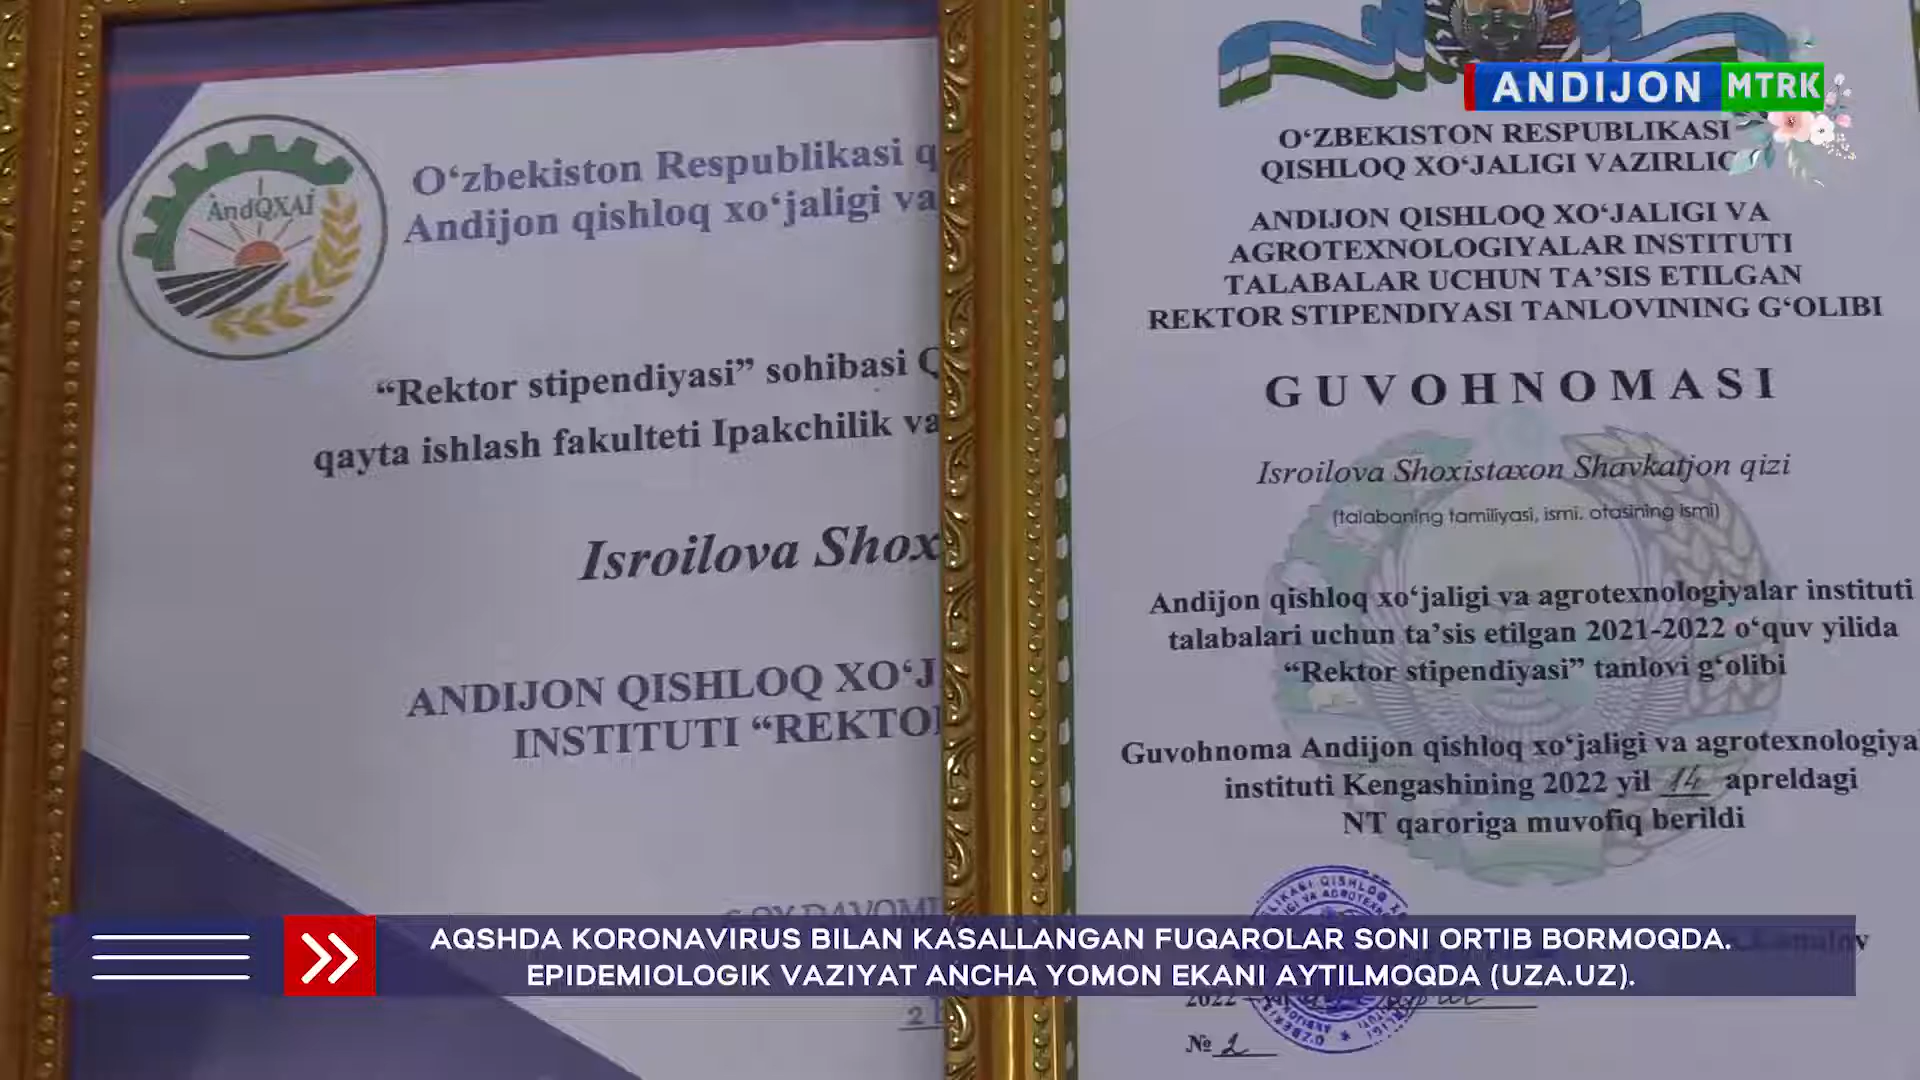 AndQXAI
O‘zbekiston Respublikasi q
Andijon qishloq xo‘jaligi va
“Rektor stipendiyasi” sohibasi Q
qayta ishlash fakulteti Ipakchilik va
Isroilova Shox
ANDIJON QISHLOQ XO‘J
INSTITUTI “REKTO
ANDIJON MTRK
O‘ZBEKISTON RESPUBLIKASI
QISHLOQ XO‘JALIGI VAZIRLIG
ANDIJON QISHLOQ XO‘JALIGI VA
AGROTEXNOLOGIYALAR INSTITUTI
TALABALAR UCHUN TA’SIS ETILGAN
REKTOR STIPENDIYASI TANLOVINING G‘OLIBI
GUVOHNOMASI
Isroilova Shoxistaxon Shavkatjon qizi
(talabaning familiyasi, ismi, otasining ismi)
Andijon qishloq xo‘jaligi va agrotexnologiyalar instituti
talabalari uchun ta’sis etilgan 2021-2022 o‘quv yilida
“Rektor stipendiyasi” tanlovi g‘olibi
Guvohnoma Andijon qishloq xo‘jaligi va agrotexnologiyal
instituti Kengashining 2022 yil 14 apreldagi
NT qaroriga muvofiq berildi
2022
№ 2
AQSHDA KORONAVIRUS BILAN KASALLANGAN FUQAROLAR SONI ORTIB BORMOQDA.
EPIDEMIOLOGIK VAZIYAT ANCHA YOMON EKANI AYTILMOQDA (UZA.UZ).